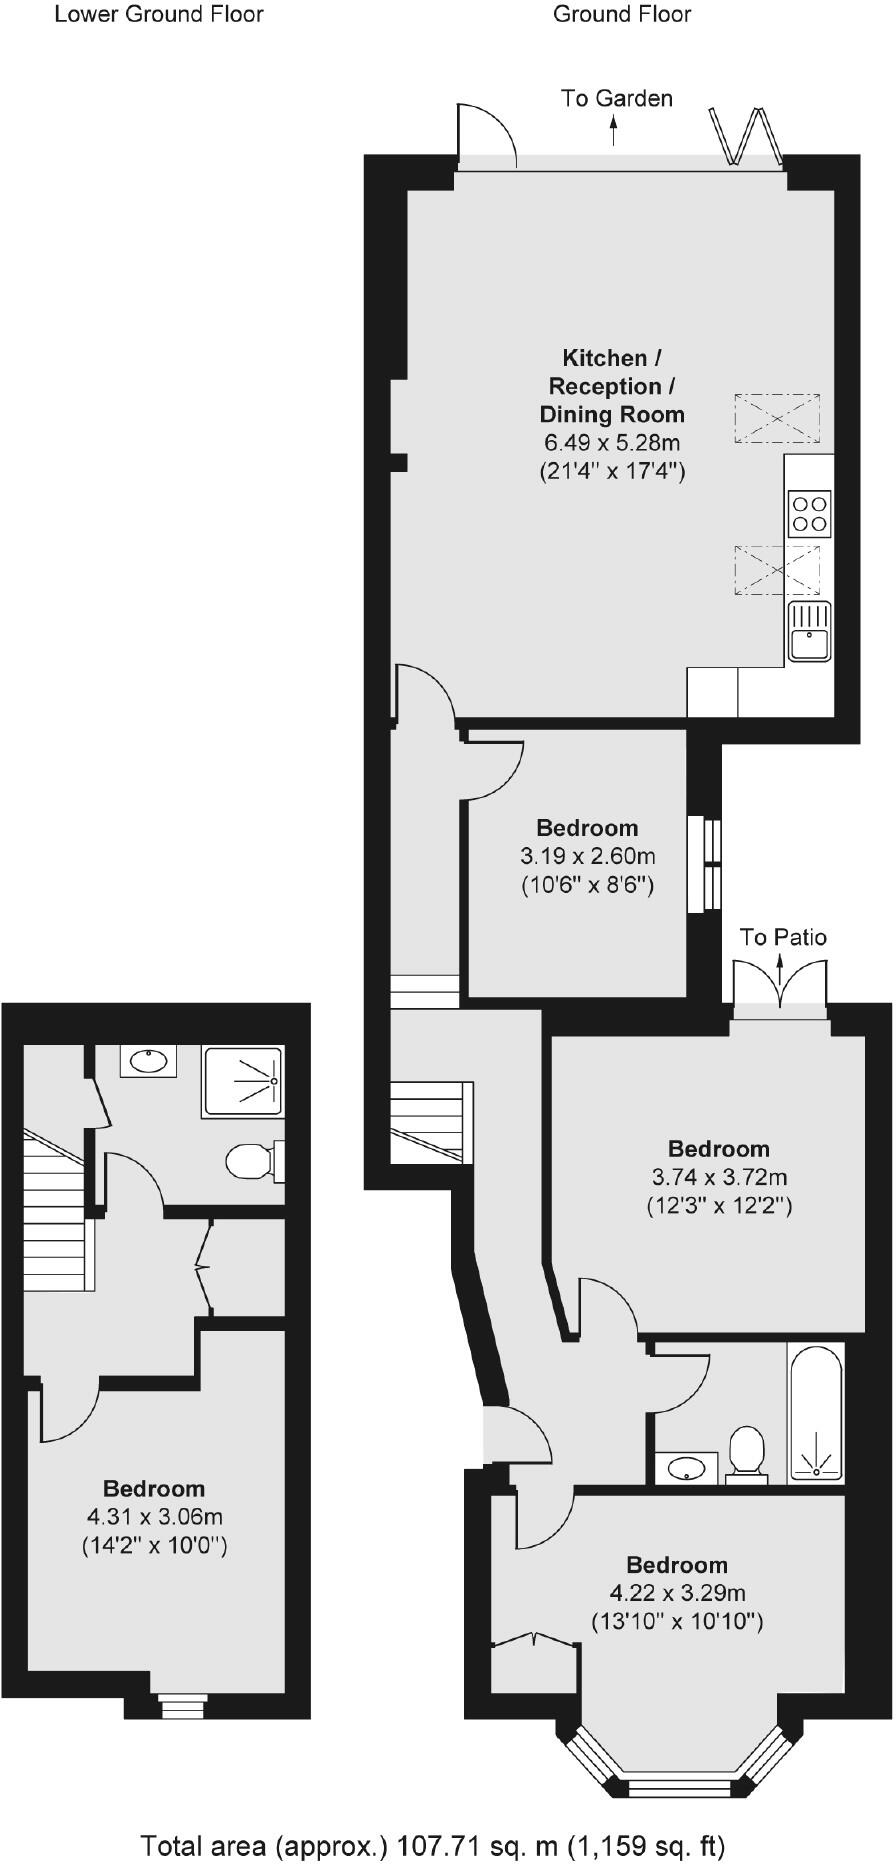 Lower Ground Floor
Ground Floor
To Garden
Kitchen /
Reception /
Dining Room
6.49 x 5.28m
(21'4" x 17'4")
Bedroom
3.19 x 2.60m
(10'6" x 8'6")
To Patio
Bedroom
3.74 x 3.72m
(12'3" x 12'2")
Bedroom
4.31 x 3.06m
(14'2" x 10'0")
Bedroom
4.22 x 3.29m
(13'10" x 10'10")
Total area (approx.) 107.71 sq. m (1,159 sq. ft)